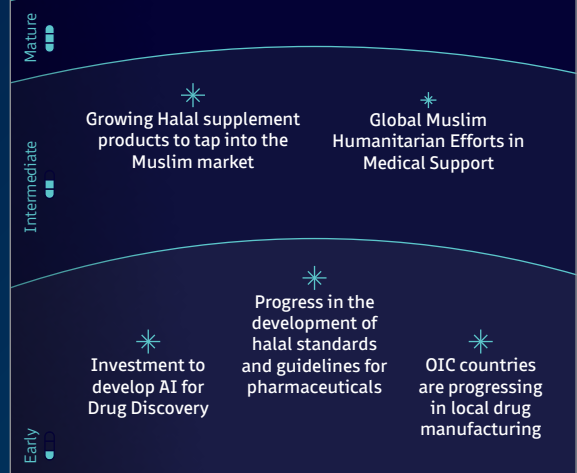 Mature
Growing Halal supplement
products to tap into the
Muslim market
Global Muslim
Humanitarian Efforts in
Medical Support
Intermediate
Progress in the
development of
halal standards
and guidelines for
pharmaceuticals
Investment to
develop AI for
Drug Discovery
OIC countries
are progressing
in local drug
manufacturing
Early